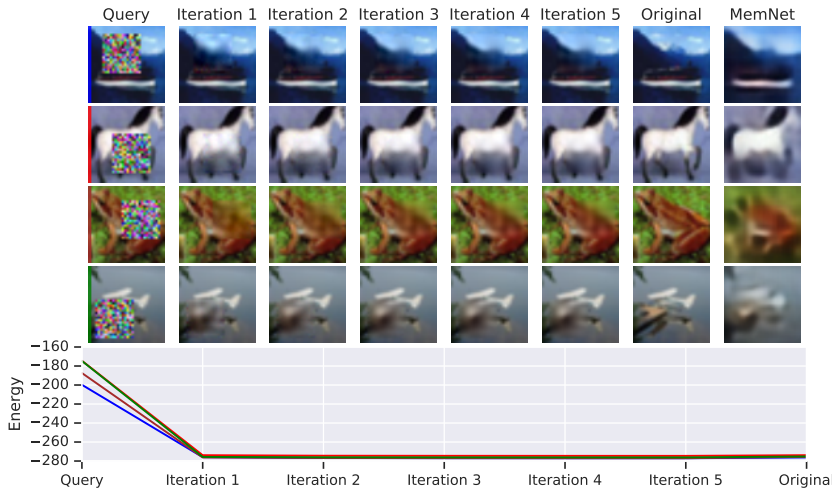 Query Iteration 1 Iteration 2 Iteration 3 Iteration 4 Iteration 5 Original MemNet
−160
−180
−200
−220
−240
−260
−280
Energy
Query Iteration 1 Iteration 2 Iteration 3 Iteration 4 Iteration 5 Origina